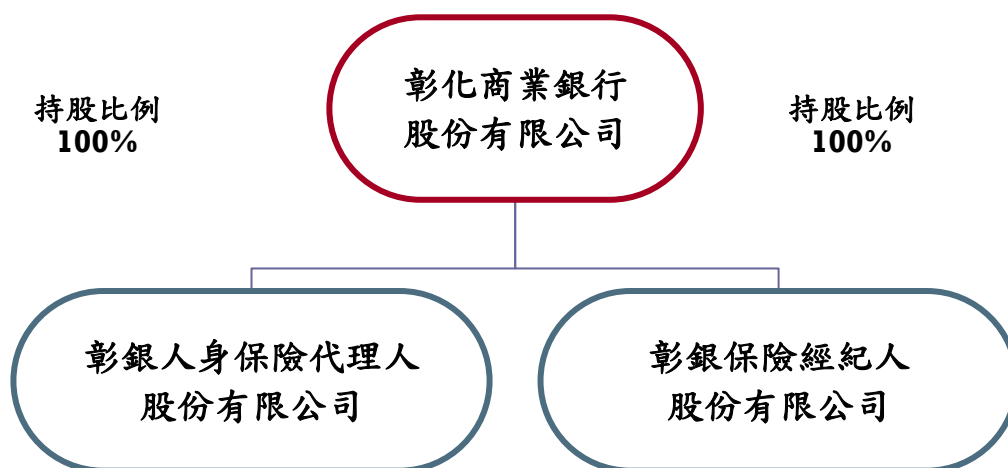 彰化商業銀行
股份有限公司
持股比例
100%
持股比例
100%
彰銀人身保險代理人
股份有限公司
彰銀保險經紀人
股份有限公司